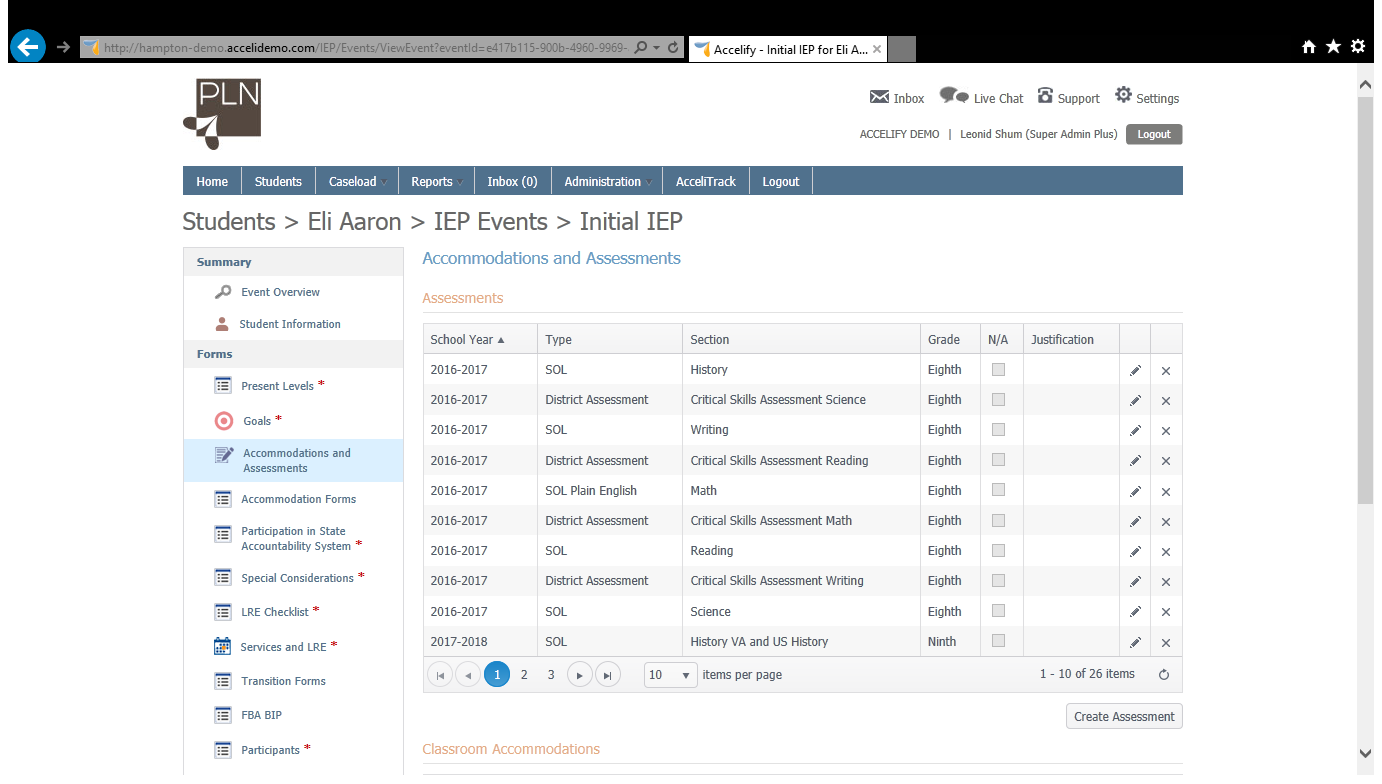 http://hampton-demo.accelidemo.com/IEP/Events/ViewEvent?eventId=e417b115-900b-4960-9969-
Accelify - Initial IEP for Eli A...
PLN
Inbox Live Chat Support Settings
ACCELIFY DEMO | Leonid Shum (Super Admin Plus) Logout
Home Students Caseload Reports Inbox (0) Administration AcceliTrack Logout
Students > Eli Aaron > IEP Events > Initial IEP
Summary
Event Overview
Student Information
Forms
Present Levels *
Goals *
Accommodations and
Assessments
Accommodation Forms
Participation in State
Accountability System *
Special Considerations *
LRE Checklist *
Services and LRE *
Transition Forms
FBA BIP
Participants *
Accommodations and Assessments
Assessments
School Year Type Section Grade N/A Justification
2016-2017 SOL History Eighth
2016-2017 District Assessment Critical Skills Assessment Science Eighth
2016-2017 SOL Writing Eighth
2016-2017 District Assessment Critical Skills Assessment Reading Eighth
2016-2017 SOL Plain English Math Eighth
2016-2017 District Assessment Critical Skills Assessment Math Eighth
2016-2017 SOL Reading Eighth
2016-2017 District Assessment Critical Skills Assessment Writing Eighth
2016-2017 SOL Science Eighth
2017-2018 SOL History VA and US History Ninth
1 2 3 10 items per page 1 - 10 of 26 items
Create Assessment
Classroom Accommodations